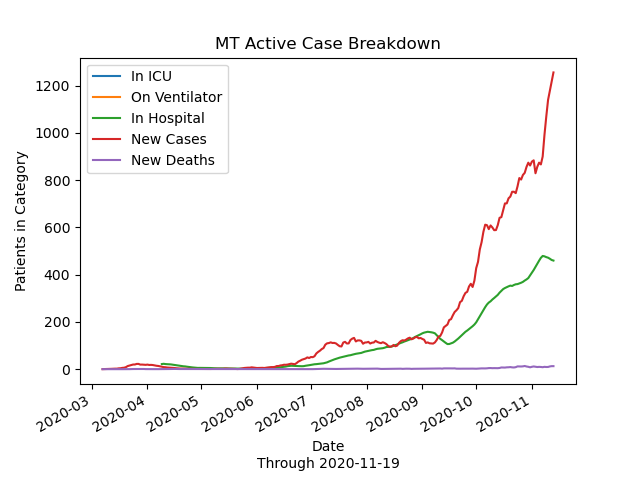 MT Active Case Breakdown
In ICU
On Ventilator
In Hospital
New Cases
New Deaths
Patients in Category
1200
1000
800
600
400
200
0
2020-03
2020-04
2020-05
2020-06
2020-07
2020-08
2020-09
2020-10
2020-11
Date
Through 2020-11-19